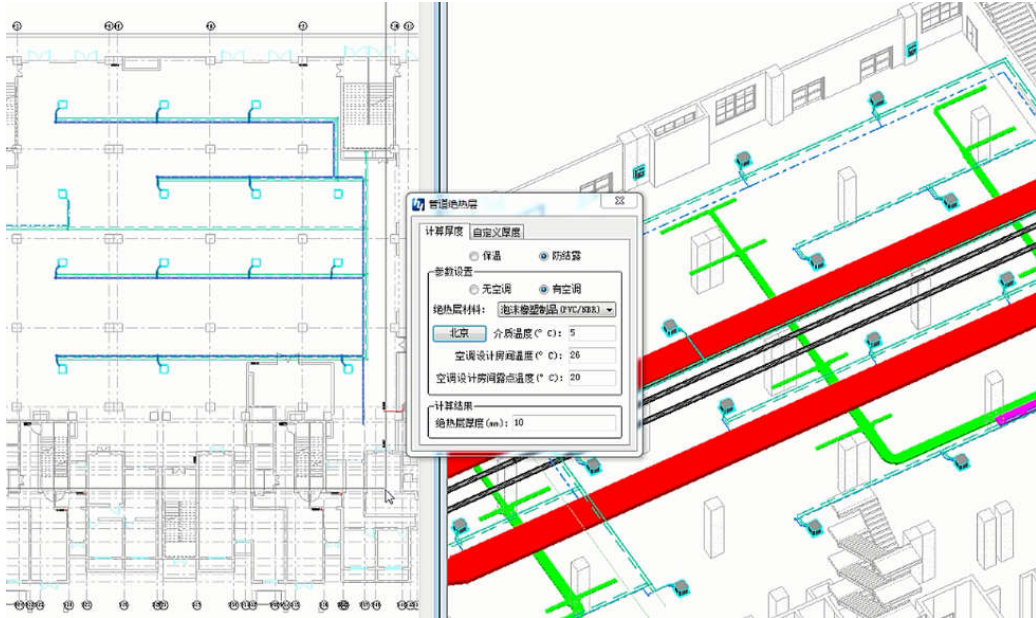 管道绝热层
计算厚度 自定义厚度
保温 防结露
参数设置
无空调 有空调
绝热层材料: 泡沫橡塑制品(PVC/NBR)
北京 介质温度(° C): 5
空调设计房间温度(° C): 26
空调设计房间露点温度(° C): 20
计算结果
绝热层厚度(mm): 10